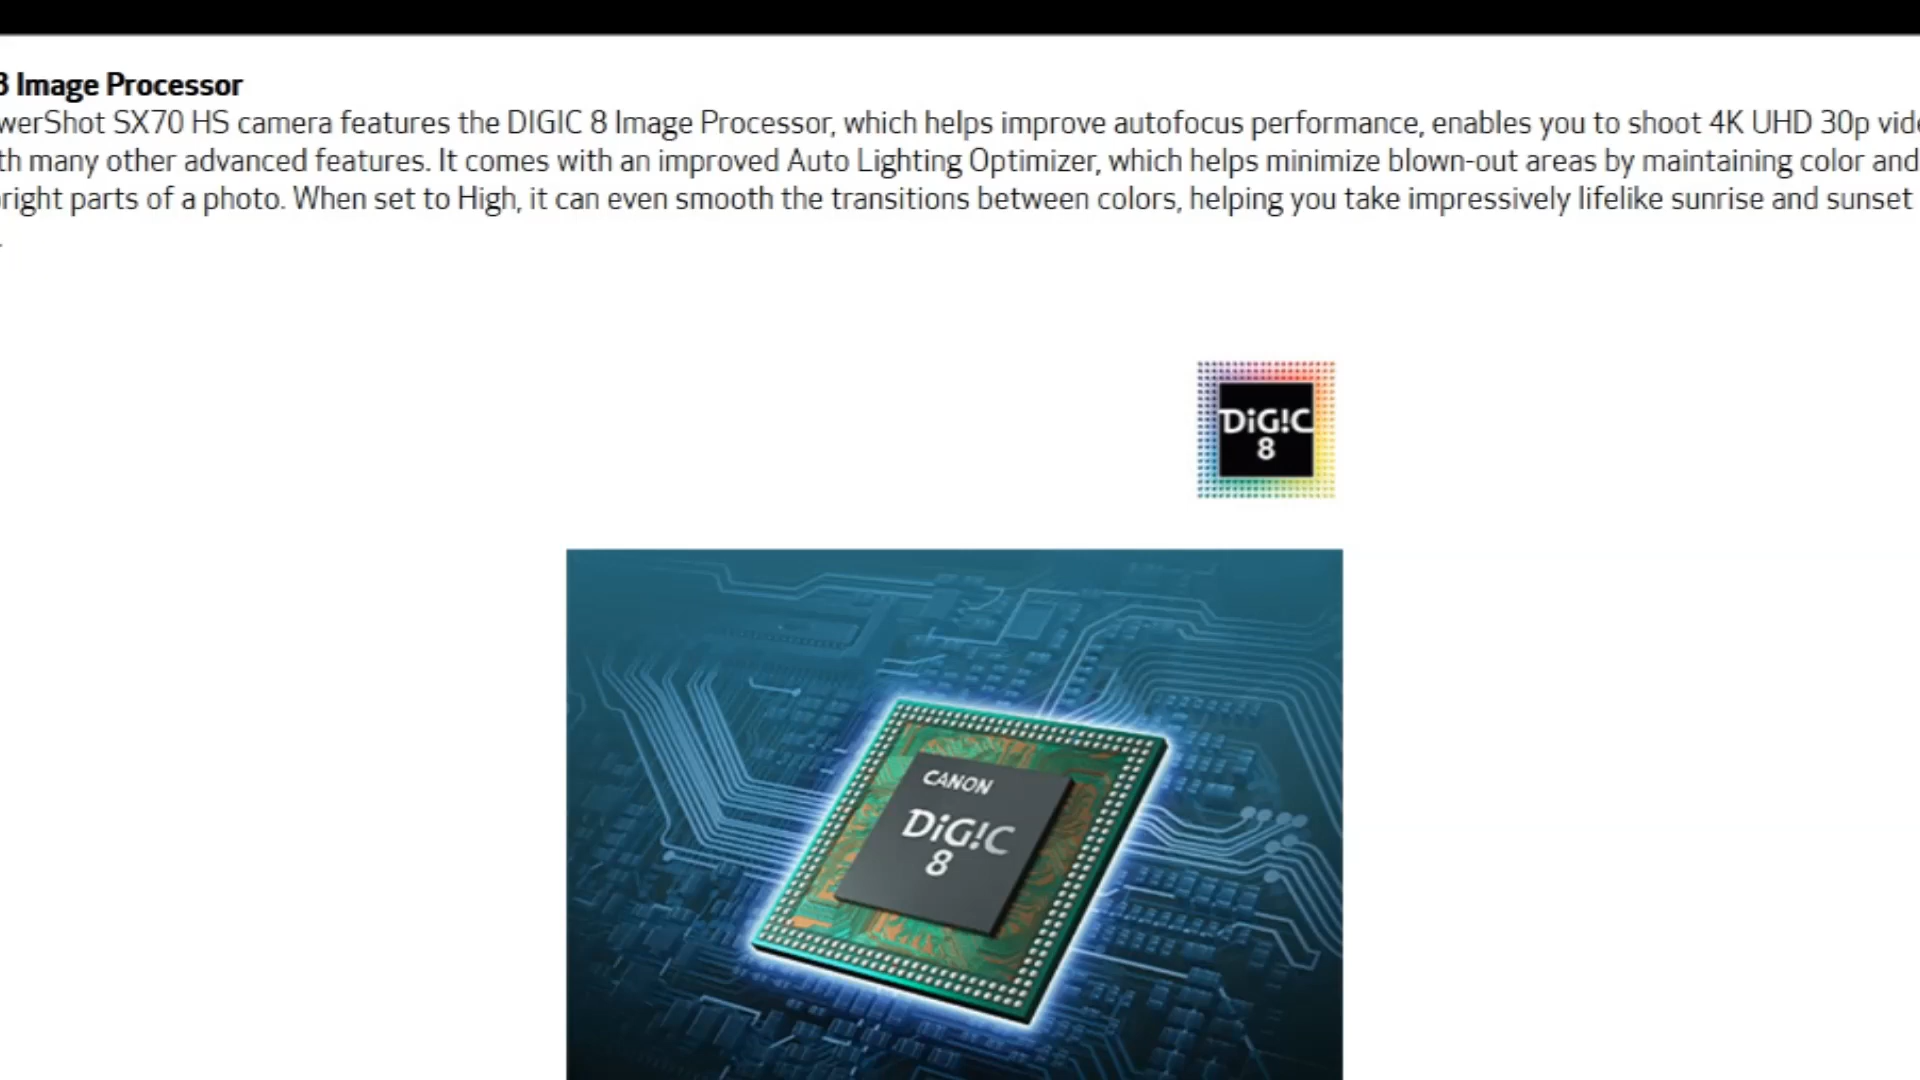 8 Image Processor
werShot SX70 HS camera features the DIGIC 8 Image Processor, which helps improve autofocus performance, enables you to shoot 4K UHD 30p vide
th many other advanced features. It comes with an improved Auto Lighting Optimizer, which helps minimize blown-out areas by maintaining color and
right parts of a photo. When set to High, it can even smooth the transitions between colors, helping you take impressively lifelike sunrise and sunset
.
DiG!C
8
CANON
DiG!C
8